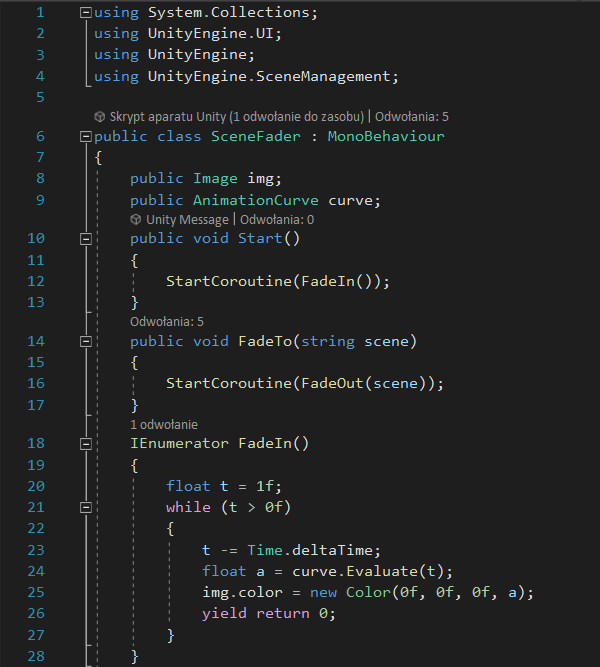 1 using System.Collections;
2 using UnityEngine.UI;
3 using UnityEngine;
4 using UnityEngine.SceneManagement;
5
Skrypt aparatu Unity (1 odwołanie do zasobu) | Odwołania: 5
6 public class SceneFader : MonoBehaviour
7 {
8 public Image img;
9 public AnimationCurve curve;
Unity Message | Odwołania: 0
10 public void Start()
11 {
12 StartCoroutine(FadeIn());
13 }
Odwołania: 5
14 public void FadeTo(string scene)
15 {
16 StartCoroutine(FadeOut(scene));
17 }
1 odwołanie
18 IEnumerator FadeIn()
19 {
20 float t = 1f;
21 while (t > 0f)
22 {
23 t -= Time.deltaTime;
24 float a = curve.Evaluate(t);
25 img.color = new Color(0f, 0f, 0f, a);
26 yield return 0;
27 }
28 }